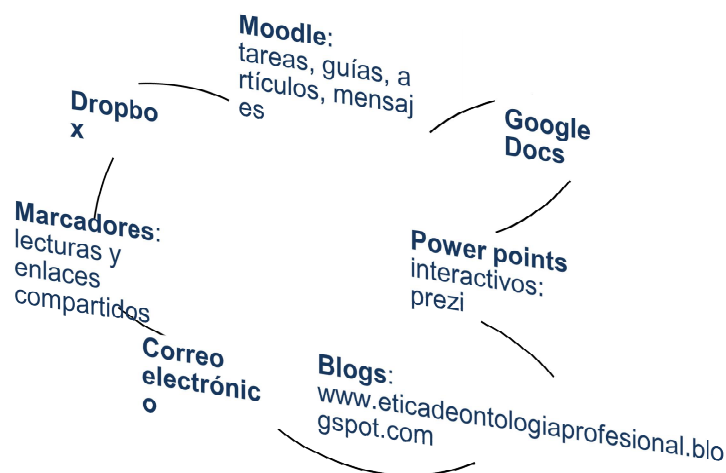 Moodle:
tareas, guías, a
rtículos, mensaj
es
Google
Docs
Power points
interactivos:
prezi
Blogs:
www.eticadeontologiaprofesional.blo
gspot.com
Correo
electrónic
o
Marcadores:
lecturas y
enlaces
compartidos
Dropbo
x